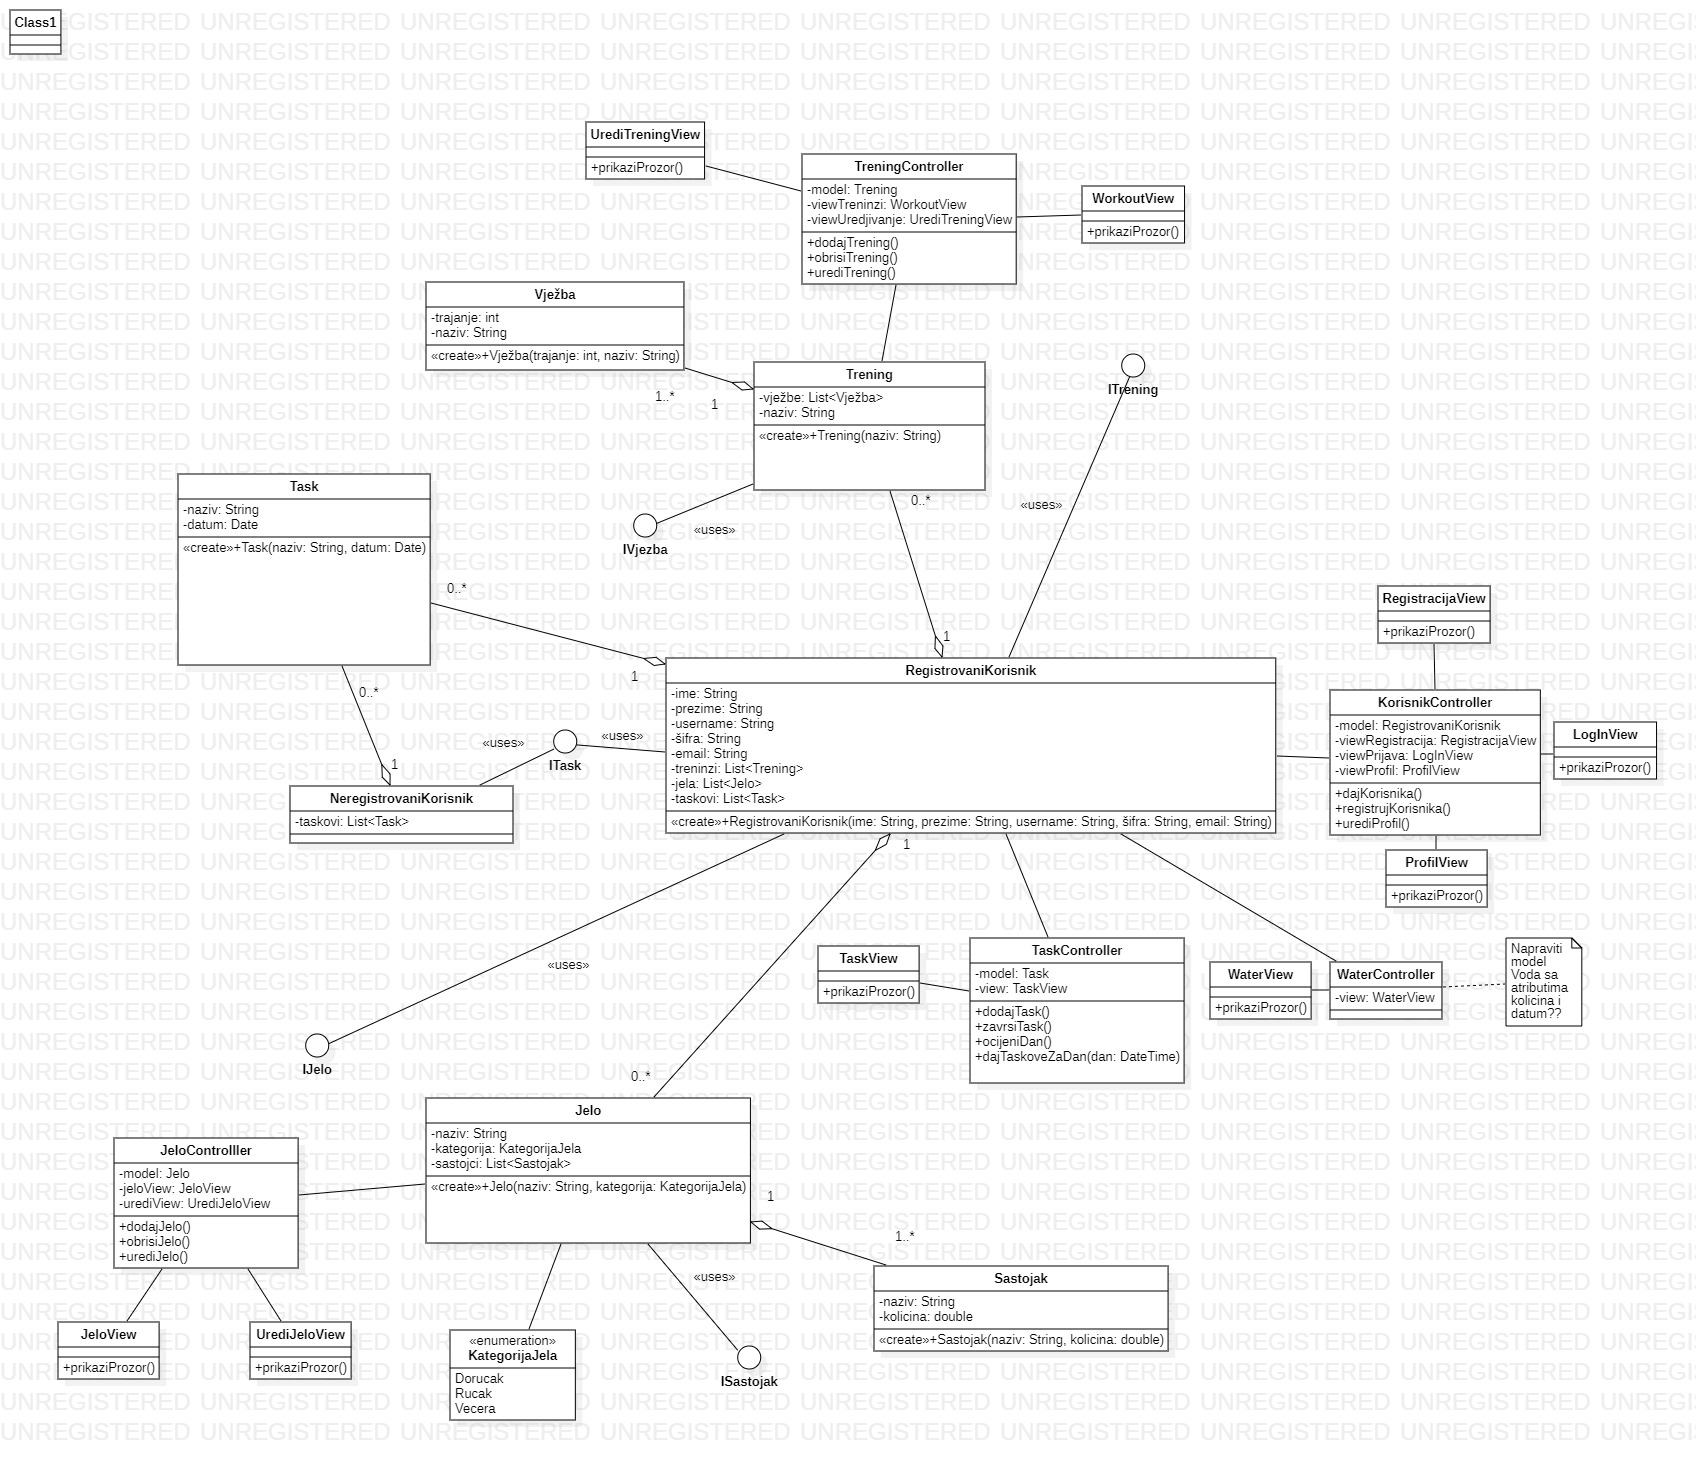 Class1
UrediTreningView
+prikaziProzor()
TreningController
-model: Trening
-viewTreninzi: WorkoutView
-viewUredjivanje: UrediTreningView
+dodajTrening()
+obrisiTrening()
+urediTrening()
WorkoutView
+prikaziProzor()
Vježba
-trajanje: int
-naziv: String
«create»+Vježba(trajanje: int, naziv: String)
1..*
1
Trening
-vježbe: List<Vježba>
-naziv: String
«create»+Trening(naziv: String)
ITrening
«uses»
0..*
1
IVjezba
«uses»
Task
-naziv: String
-datum: Date
«create»+Task(naziv: String, datum: Date)
0..*
1
0..*
1
NeregistrovaniKorisnik
-taskovi: List<Task>
«uses»
ITask
«uses»
RegistrovaniKorisnik
-ime: String
-prezime: String
-username: String
-šifra: String
-email: String
-treninzi: List<Trening>
-jela: List<Jelo>
-taskovi: List<Task>
«create»+RegistrovaniKorisnik(ime: String, prezime: String, username: String, šifra: String, email: String)
RegistracijaView
+prikaziProzor()
KorisnikController
-model: RegistrovaniKorisnik
-viewRegistracija: RegistracijaView
-viewPrijava: LogInView
-viewProfil: ProfilView
+dajKorisnika()
+registrujKorisnika()
+urediProfil()
LogInView
+prikaziProzor()
ProfilView
+prikaziProzor()
1
«uses»
IJelo
0..*
TaskView
+prikaziProzor()
TaskController
-model: Task
-view: TaskView
+dodajTask()
+zavrsiTask()
+ocijeniDan()
+dajTaskoveZaDan(dan: DateTime)
WaterView
+prikaziProzor()
WaterController
-view: WaterView
Napraviti
model
Voda sa
atributima
kolicina i
datum??
Jelo
-naziv: String
-kategorija: KategorijaJela
-sastojci: List<Sastojak>
«create»+Jelo(naziv: String, kategorija: KategorijaJela)
1
1..*
JeloControlller
-model: Jelo
-jeloView: JeloView
-urediView: UrediJeloView
+dodajJelo()
+obrisiJelo()
+urediJelo()
JeloView
+prikaziProzor()
UrediJeloView
+prikaziProzor()
«enumeration»
KategorijaJela
Dorucak
Rucak
Vecera
«uses»
ISastojak
Sastojak
-naziv: String
-kolicina: double
«create»+Sastojak(naziv: String, kolicina: double)
UNREGISTERED